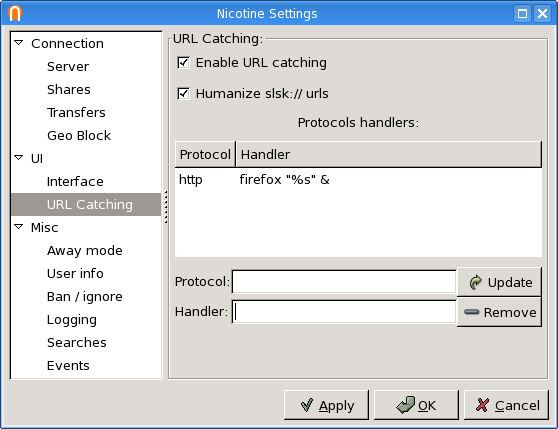 Nicotine Settings
Connection
Server
Shares
Transfers
Geo Block
UI
Interface
URL Catching
Misc
Away mode
User info
Ban / ignore
Logging
Searches
Events
URL Catching:
Enable URL catching
Humanize slsk:// urls
Protocols handlers:
Protocol Handler
http firefox "%s" &
Protocol: Update
Handler: Remove
Apply OK Cancel